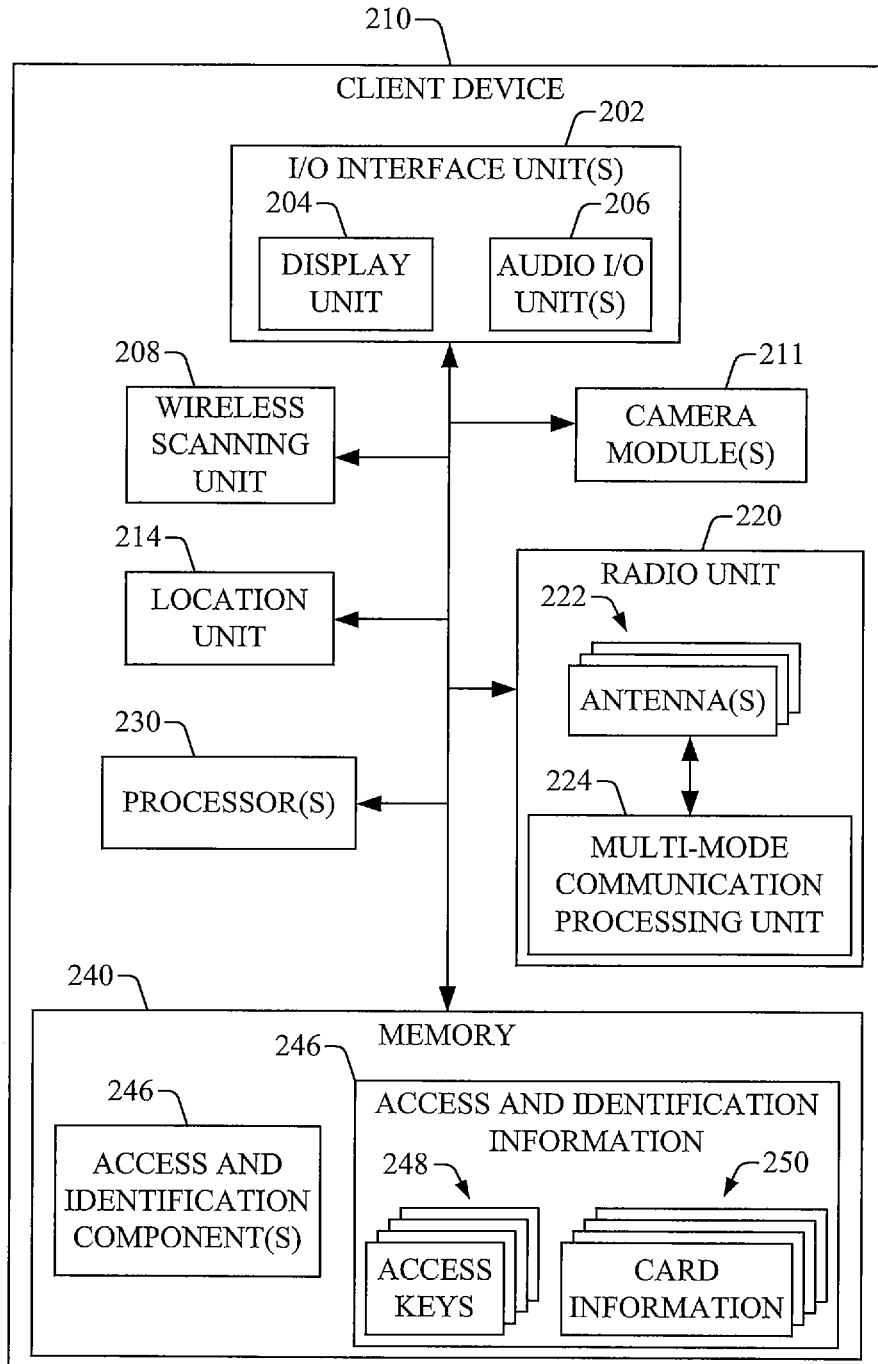 210
CLIENT DEVICE
202
I/O INTERFACE UNIT(S)
204
206
DISPLAY
UNIT
AUDIO I/O
UNIT(S)
208
WIRELESS
SCANNING
UNIT
211
CAMERA
MODULE(S)
214
LOCATION
UNIT
220
RADIO UNIT
222
ANTENNA(S)
230
PROCESSOR(S)
224
MULTI-MODE
COMMUNICATION
PROCESSING UNIT
240
MEMORY
246
ACCESS AND
IDENTIFICATION
COMPONENT(S)
246
ACCESS AND IDENTIFICATION
INFORMATION
248
250
ACCESS
KEYS
CARD
INFORMATION